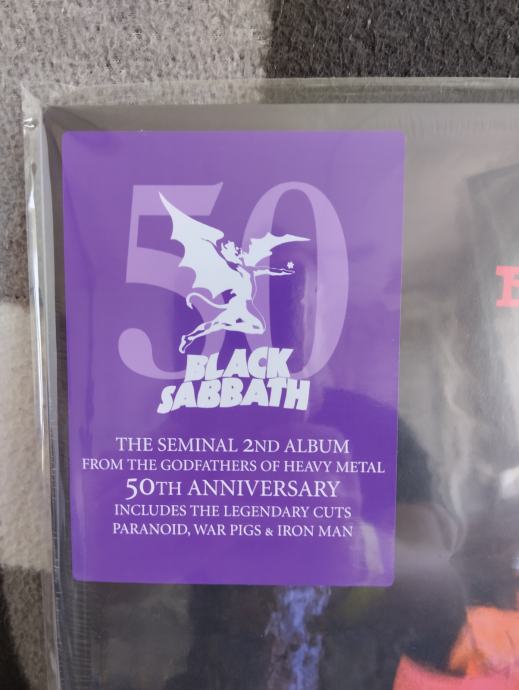 50
BLACK
SABBATH
THE SEMINAL 2ND ALBUM
FROM THE GODFATHERS OF HEAVY METAL
50TH ANNIVERSARY
INCLUDES THE LEGENDARY CUTS
PARANOID, WAR PIGS & IRON MAN